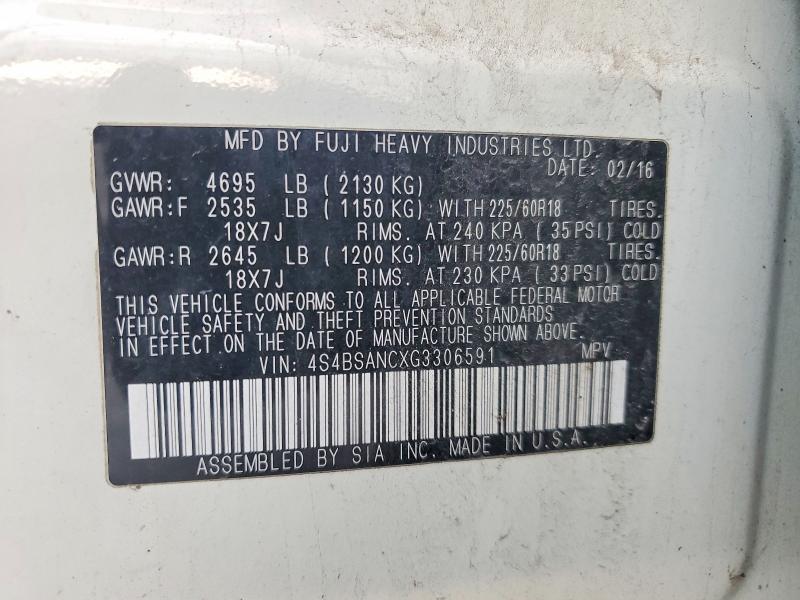 MFD BY FUJI HEAVY INDUSTRIES LTD.
DATE: 02/16
GVWR: 4695 LB (2130 KG)
GAWR:F 2535 LB (1150 KG) WITH 225/60R18 TIRES.
18X7J RIMS. AT 240 KPA (35 PSI) COLD
GAWR:R 2645 LB (1200 KG) WITH 225/60R18 TIRES.
18X7J RIMS. AT 230 KPA (33 PSI) COLD
THIS VEHICLE CONFORMS TO ALL APPLICABLE FEDERAL MOTOR
VEHICLE SAFETY AND THEFT PREVENTION STANDARDS
IN EFFECT ON THE DATE OF MANUFACTURE SHOWN ABOVE.
VIN: 4S4BSANCXG3306591 MPV
ASSEMBLED BY SIA INC. MADE IN U.S.A.